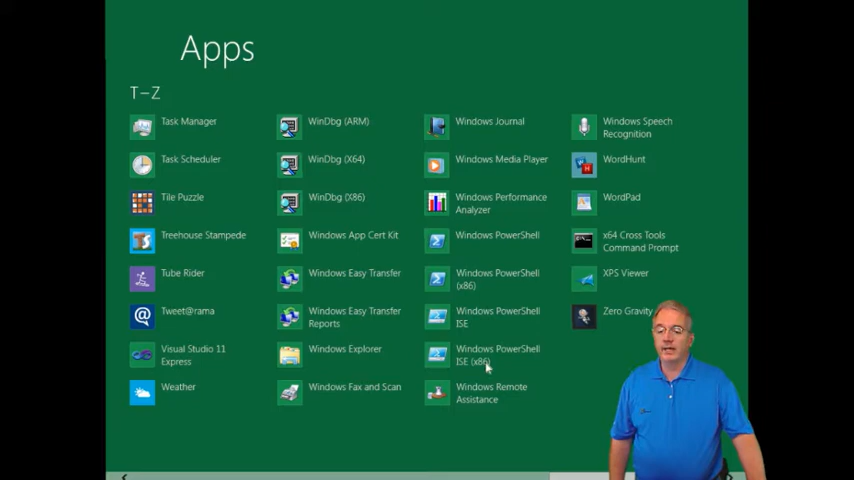 Apps
T–Z
Task Manager
Task Scheduler
Tile Puzzle
Treehouse Stampede
Tube Rider
Tweet@rama
Visual Studio 11
Express
Weather
WinDbg (ARM)
WinDbg (X64)
WinDbg (X86)
Windows App Cert Kit
Windows Easy Transfer
Windows Easy Transfer
Reports
Windows Explorer
Windows Fax and Scan
Windows Journal
Windows Media Player
Windows Performance
Analyzer
Windows PowerShell
Windows PowerShell
(x86)
Windows PowerShell
ISE
Windows PowerShell
ISE (x86)
Windows Remote
Assistance
Windows Speech
Recognition
WordHunt
WordPad
x64 Cross Tools
Command Prompt
XPS Viewer
Zero Gravity